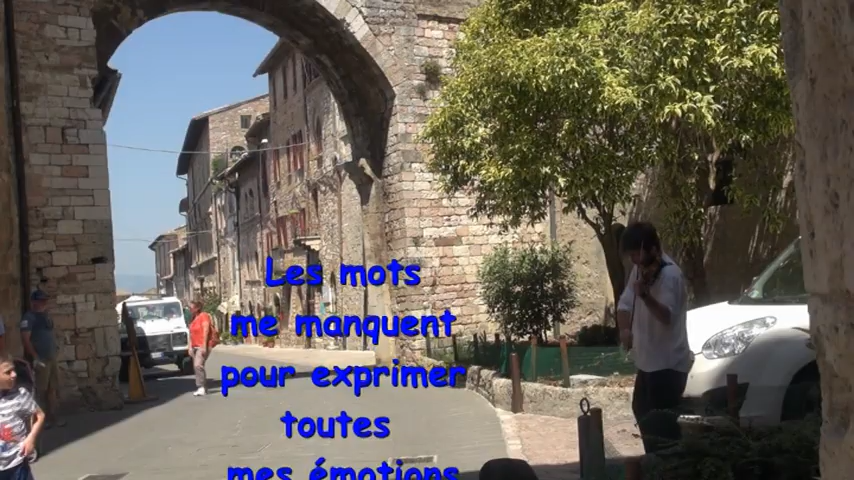 Les mots
me manquent
pour exprimer
toutes
mes émotions